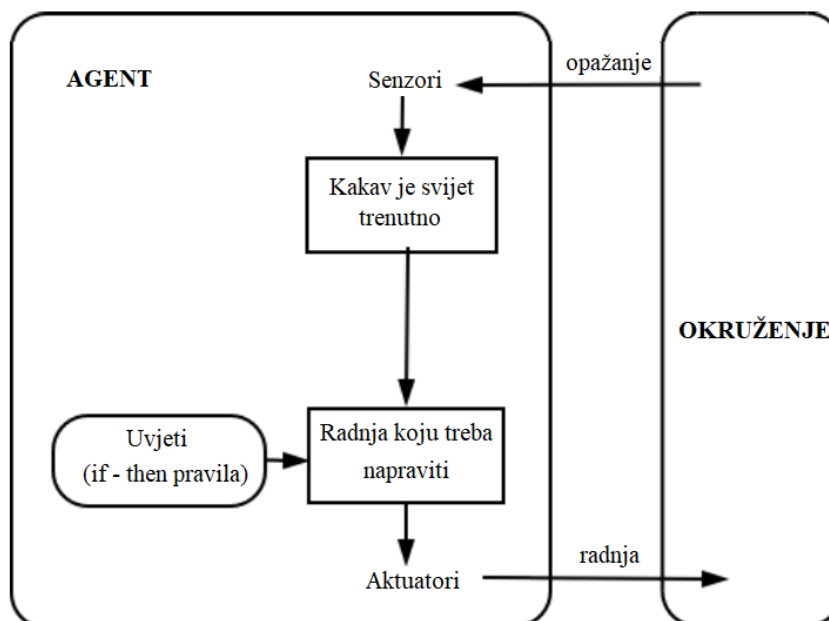 AGENT
Senzori
opažanje
Kakav je svijet
trenutno
OKRUŽENJE
Uvjeti
(if - then pravila)
Radnja koju treba
napraviti
Aktuatori
radnja